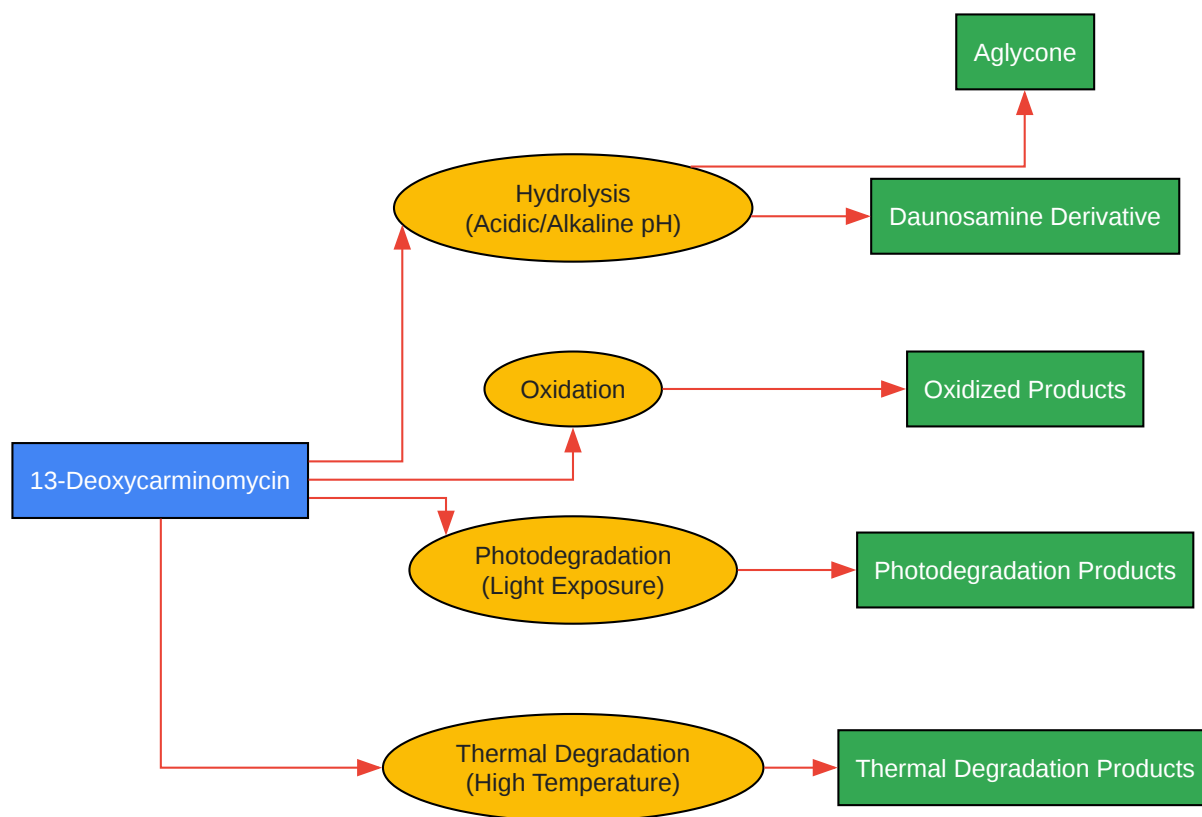 Aglycone
Hydrolysis
(Acidic/Alkaline pH)
Daunosamine Derivative
Oxidation
Oxidized Products
13-Deoxycarminomycin
Photodegradation
(Light Exposure)
Photodegradation Products
Thermal Degradation
(High Temperature)
Thermal Degradation Products